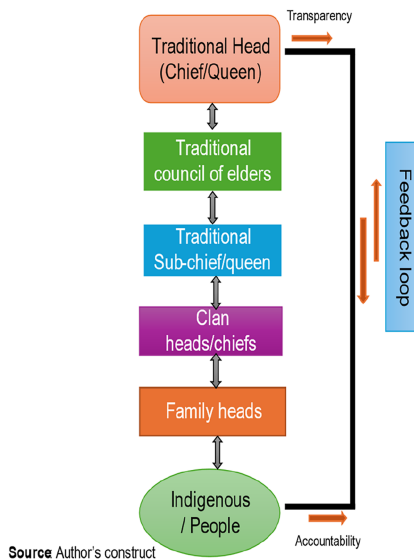 Transparency
Traditional Head
(Chief/Queen)
Traditional
council of elders
Traditional
Sub-chief/queen
Clan
heads/chiefs
Family heads
Indigenous
/ People
Feedback loop
Accountability
Source: Author's construct